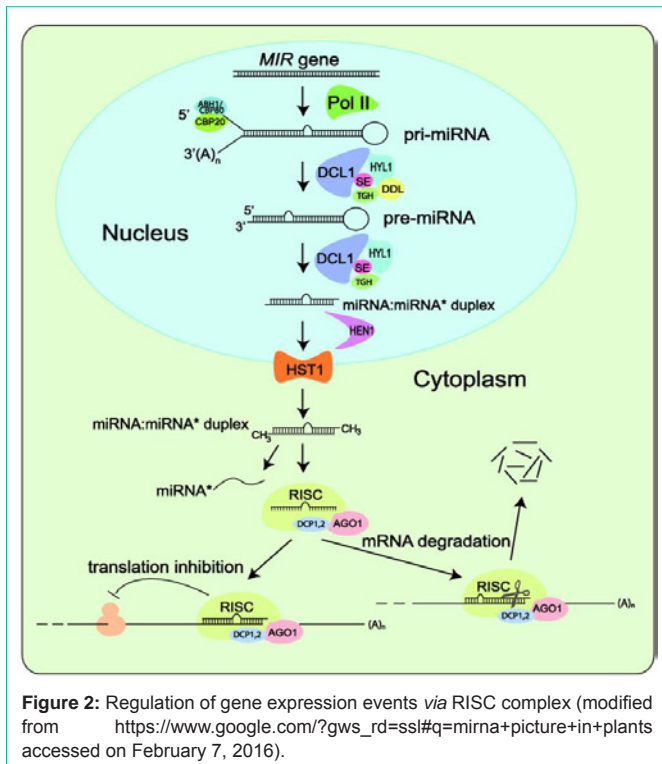 MIR gene
Pol II
5'
ABH1/
CBP80
CBP20
3'(A)n
pri-miRNA
DCL1
HYL1
SE
TGH
DDL
5'
3'
pre-miRNA
Nucleus
DCL1
HYL1
SE
TGH
miRNA:miRNA* duplex
HEN1
HST1
Cytoplasm
miRNA:miRNA* duplex
CH3
CH3
miRNA*
RISC
DCP1,2
AGO1
mRNA degradation
translation inhibition
RISC
DCP1,2
AGO1
(A)n
RISC
DCP1,2
AGO1
(A)n
Figure 2: Regulation of gene expression events via RISC complex (modified
from https://www.google.com/?gws_rd=ssl#q=mirna+picture+in+plants
accessed on February 7, 2016).